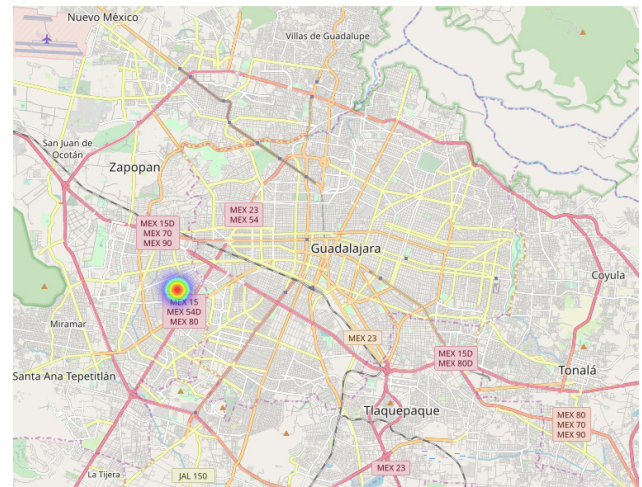 Nuevo México
Villas de Guadalupe
San Juan de
Ocotán
Zapopan
MEX 23
MEX 54
MEX 15D
MEX 70
MEX 90
Guadalajara
Coyula
MEX 15
MEX 54D
MEX 80
Miramar
MEX 23
MEX 15D
MEX 80D
Santa Ana Tepetitlán
Tonalá
Tlaquepaque
MEX 80
MEX 70
MEX 90
La Tijera
JAL 150
MEX 23